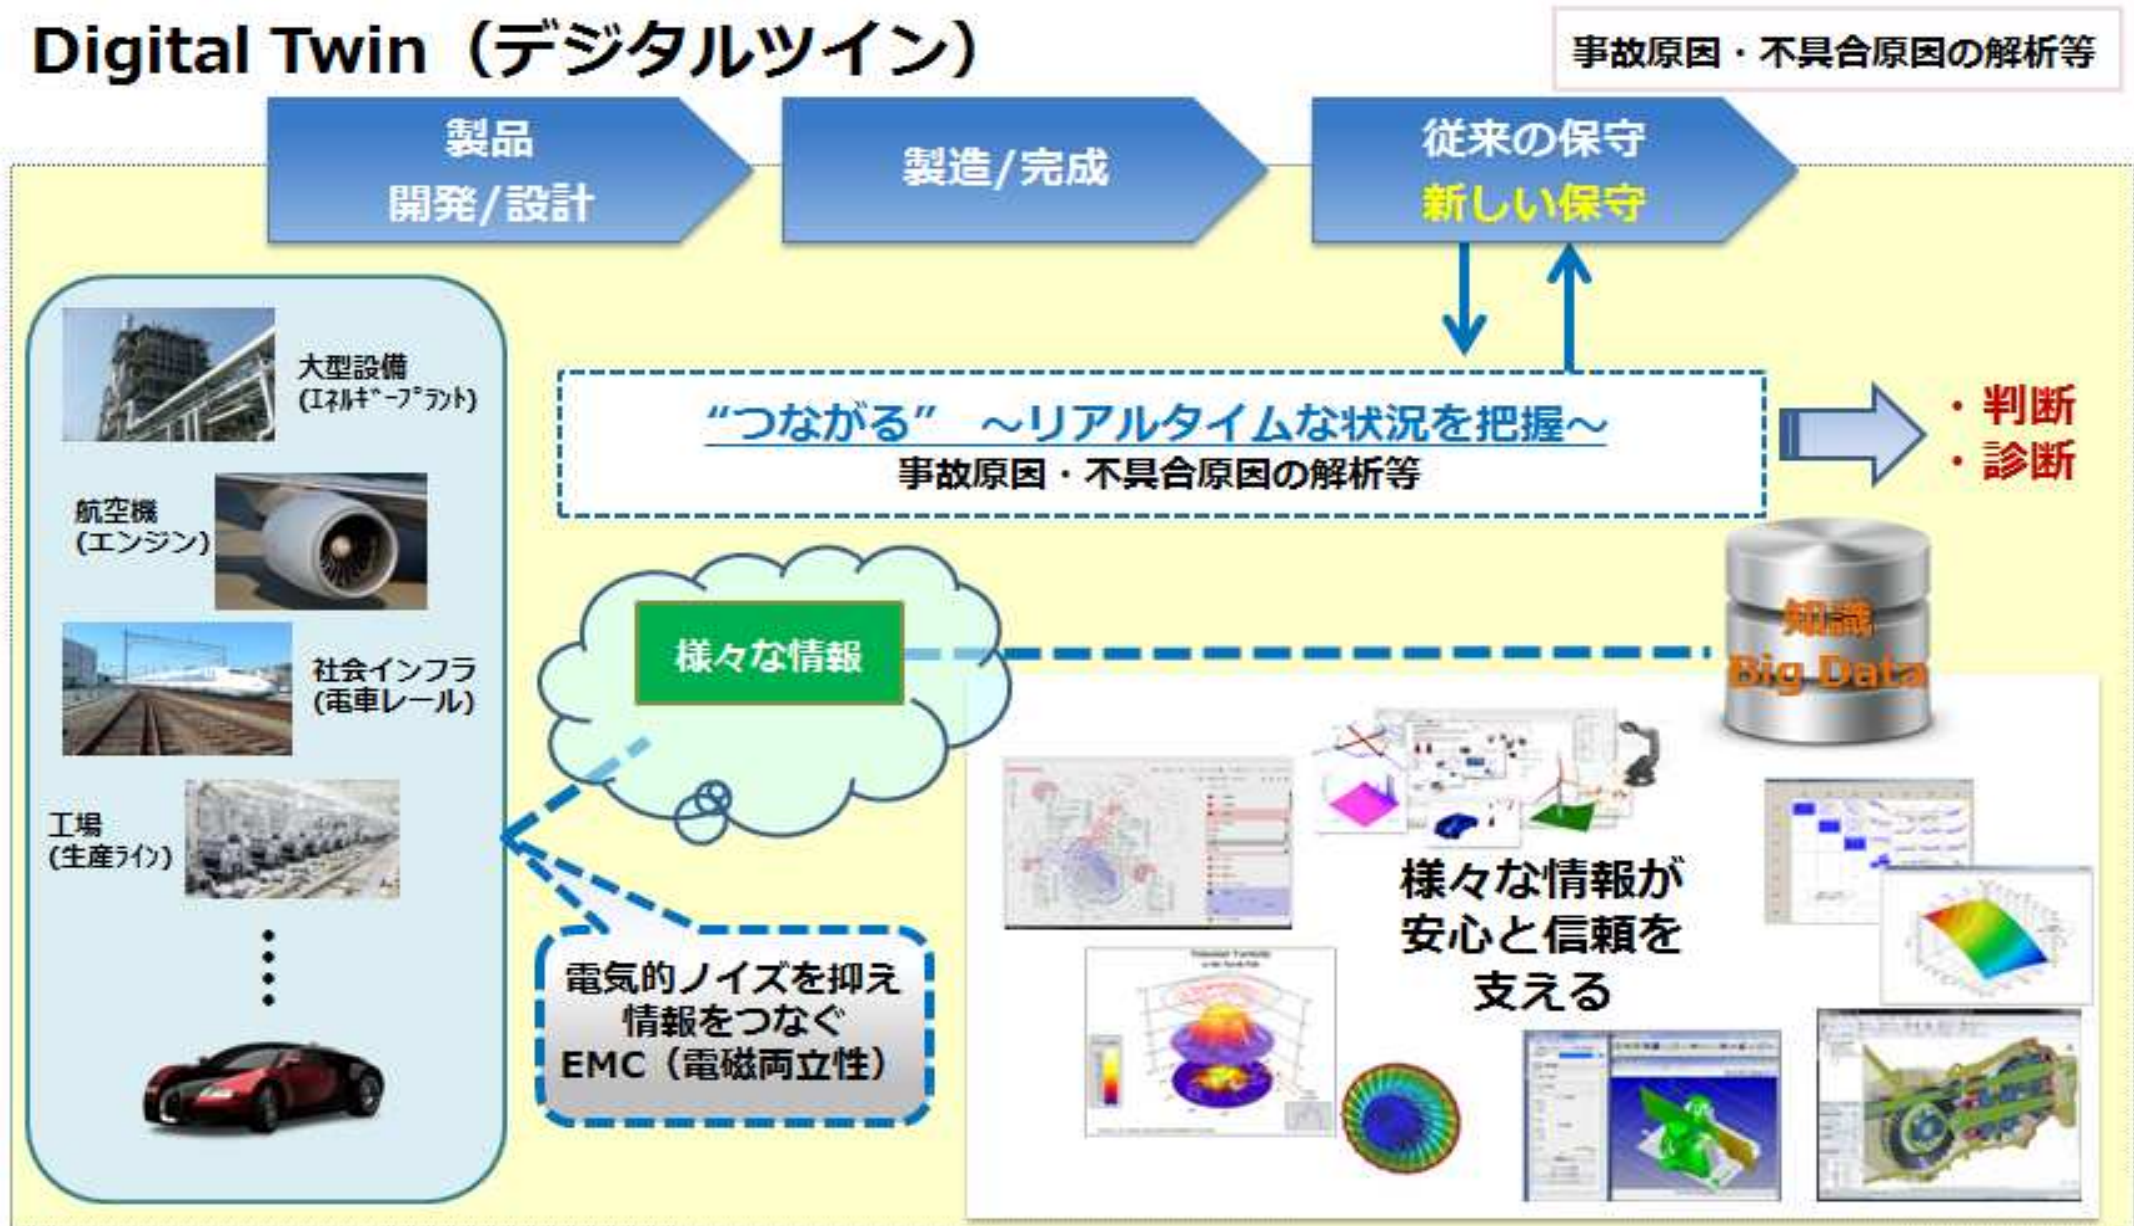 Digital Twin（デジタルツイン）
事故原因・不具合原因の解析等
製品
開発/設計
製造/完成
従来の保守
新しい保守
大型設備
(ｴﾈﾙｷﾞｰﾌﾟﾗﾝﾄ)
航空機
(エンジン)
社会インフラ
(電車レール)
工場
(生産ﾗｲﾝ)
“つながる”　～リアルタイムな状況を把握～
事故原因・不具合原因の解析等
・判断
・診断
様々な情報
知識
Big Data
電気的ノイズを抑え
情報をつなぐ
EMC（電磁両立性）
様々な情報が
安心と信頼を
支える